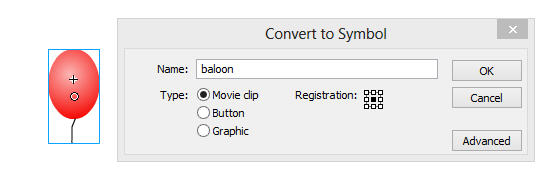 Convert to Symbol
Name: baloon
OK
Type: Movie clip Registration:
Cancel
Button
Graphic
Advanced